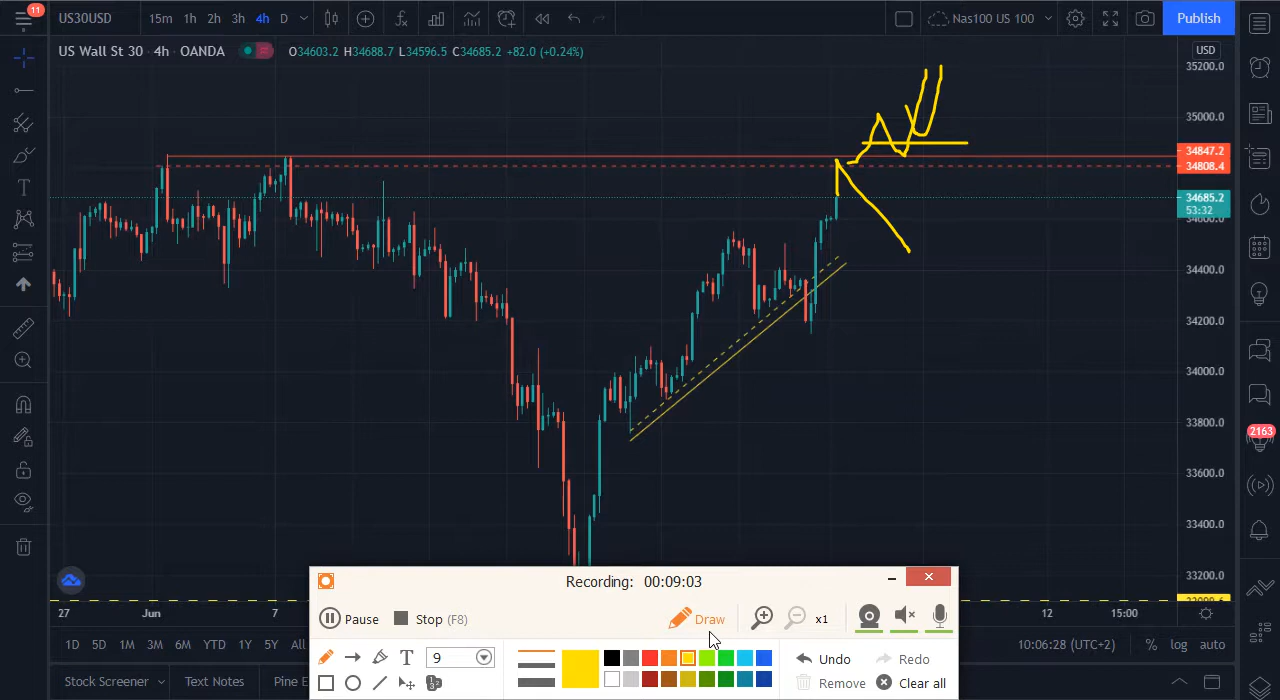 11
US30USD
15m 1h 2h 3h 4h D
Nas100 US 100
Publish
US Wall St 30 · 4h · OANDA
O34603.2 H34688.7 L34596.5 C34685.2 +82.0 (+0.24%)
USD
35200.0
35000.0
34847.2
34808.4
34685.2
53:32
34600.0
34400.0
34200.0
34000.0
33800.0
33600.0
33400.0
33200.0
2163
27 Jun 7 12 15:00
1D 5D 1M 3M 6M YTD 1Y 5Y All
10:06:28 (UTC+2) % log auto
Stock Screener Text Notes Pine E
Recording: 00:09:03
Pause Stop (F8) Draw x1
T 9 Undo Redo
Remove Clear all